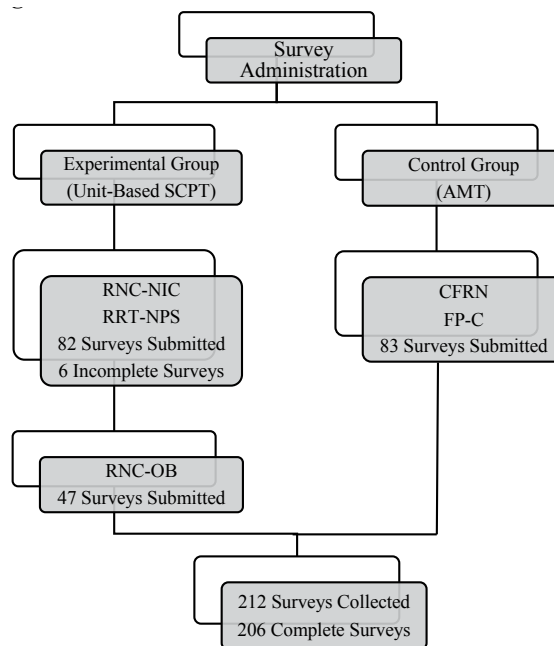 Survey
Administration
Experimental Group
(Unit-Based SCPT)
Control Group
(AMT)
RNC-NIC
RRT-NPS
82 Surveys Submitted
6 Incomplete Surveys
CFRN
FP-C
83 Surveys Submitted
RNC-OB
47 Surveys Submitted
212 Surveys Collected
206 Complete Surveys